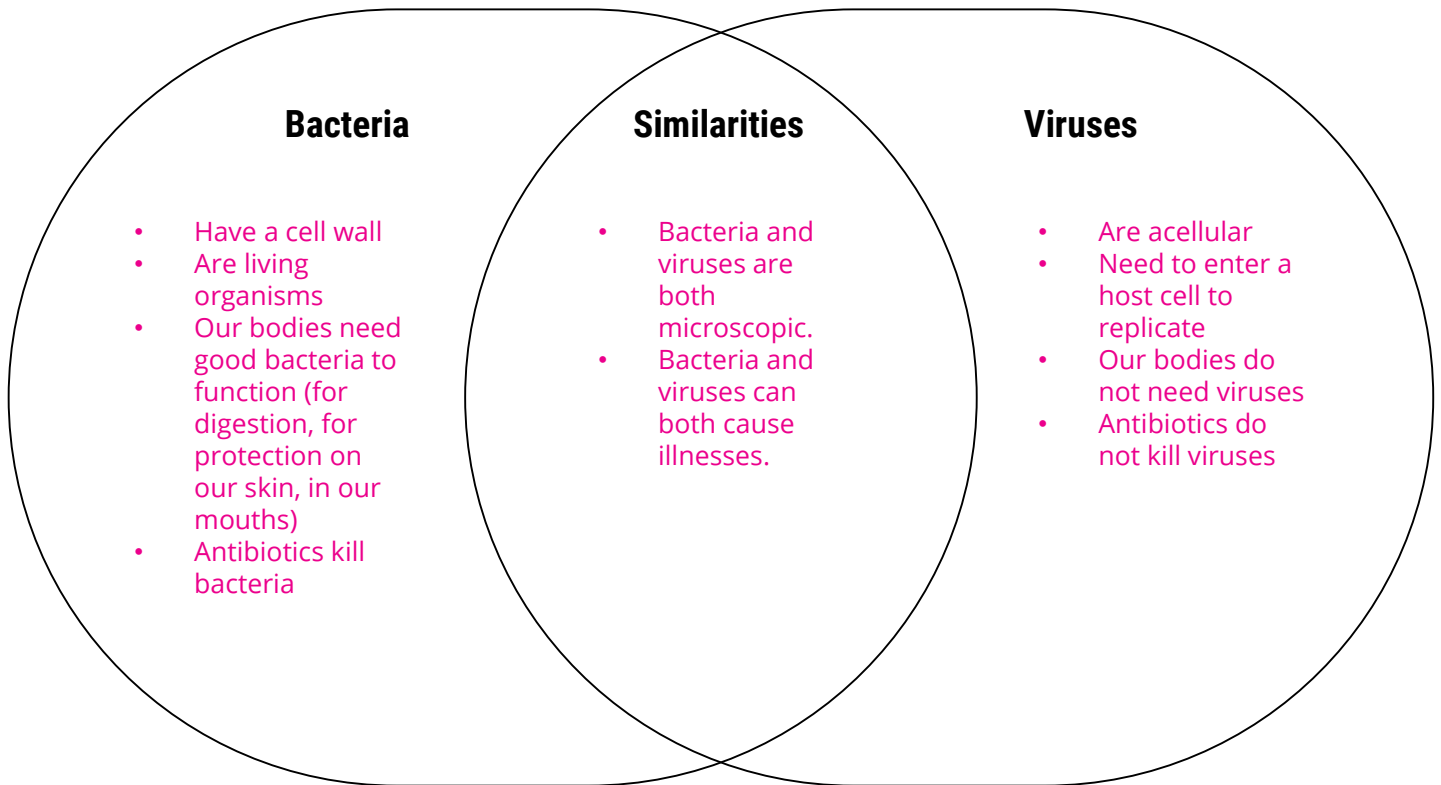 Bacteria
• Have a cell wall
• Are living
organisms
• Our bodies need
good bacteria to
function (for
digestion, for
protection on
our skin, in our
mouths)
• Antibiotics kill
bacteria
Similarities
• Bacteria and
viruses are
both
microscopic.
• Bacteria and
viruses can
both cause
illnesses.
Viruses
• Are acellular
• Need to enter a
host cell to
replicate
• Our bodies do
not need viruses
• Antibiotics do
not kill viruses